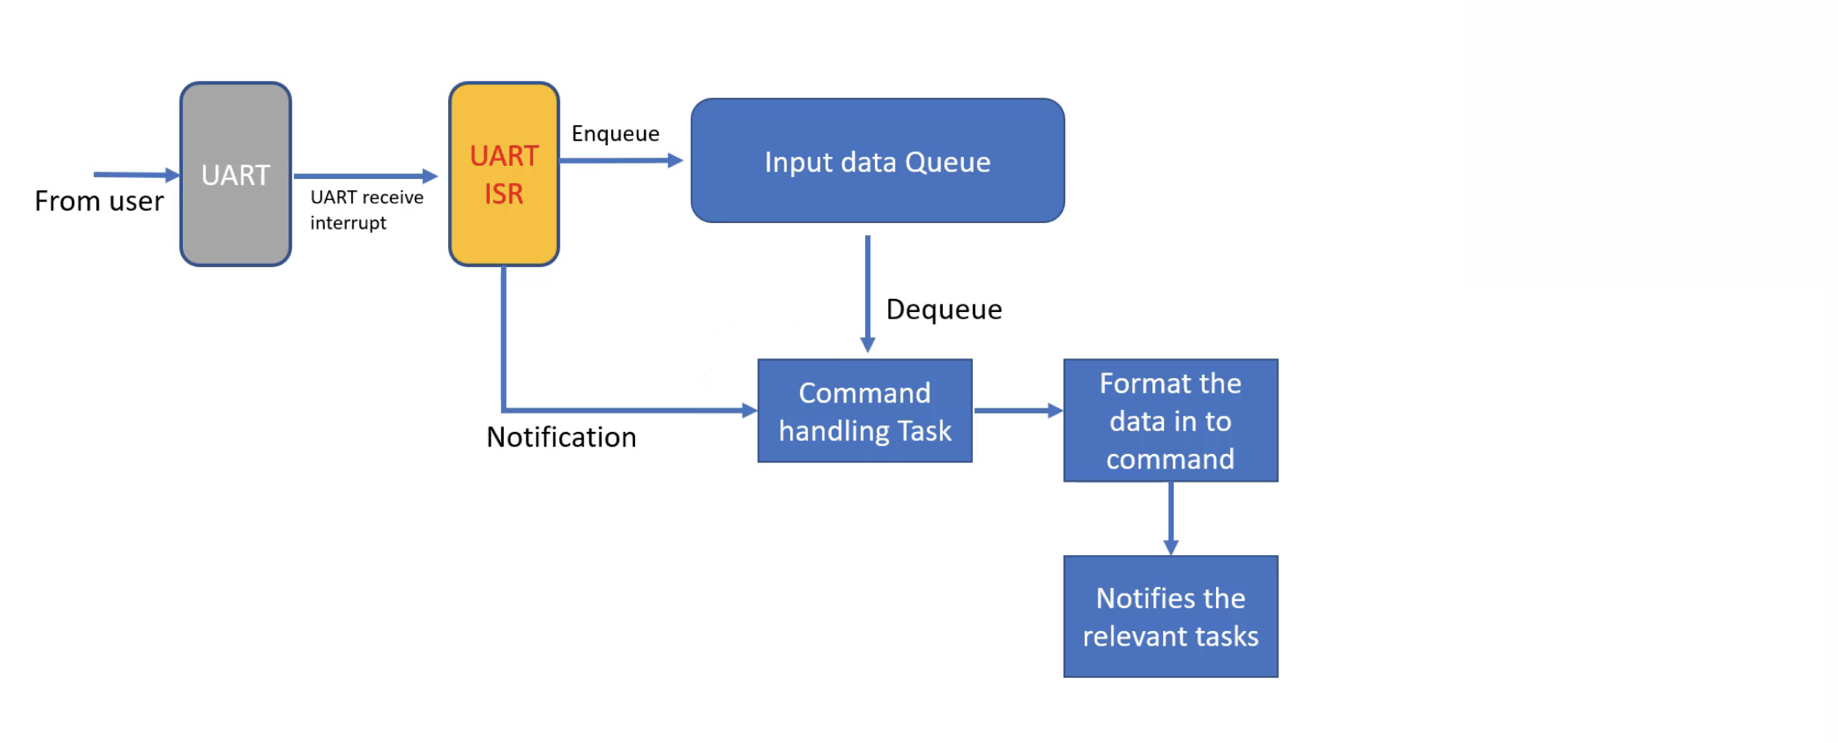 From user
UART
UART receive
interrupt
UART
ISR
Enqueue
Input data Queue
Dequeue
Notification
Command
handling Task
Format the
data in to
command
Notifies the
relevant tasks